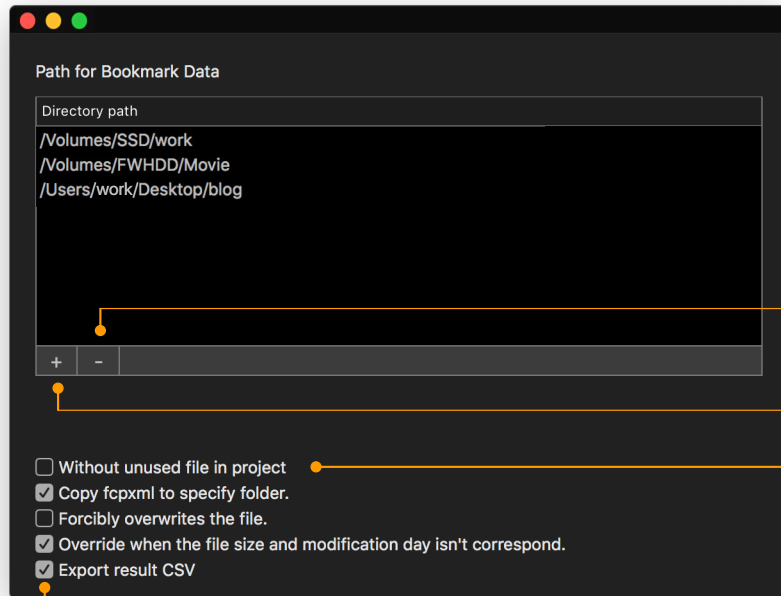 Path for Bookmark Data
Directory path
/Volumes/SSD/work
/Volumes/FWHDD/Movie
/Users/work/Desktop/blog
+ -
Without unused file in project
Copy fcpxml to specify folder.
Forcibly overwrites the file.
Override when the file size and modification day isn't correspond.
Export result CSV